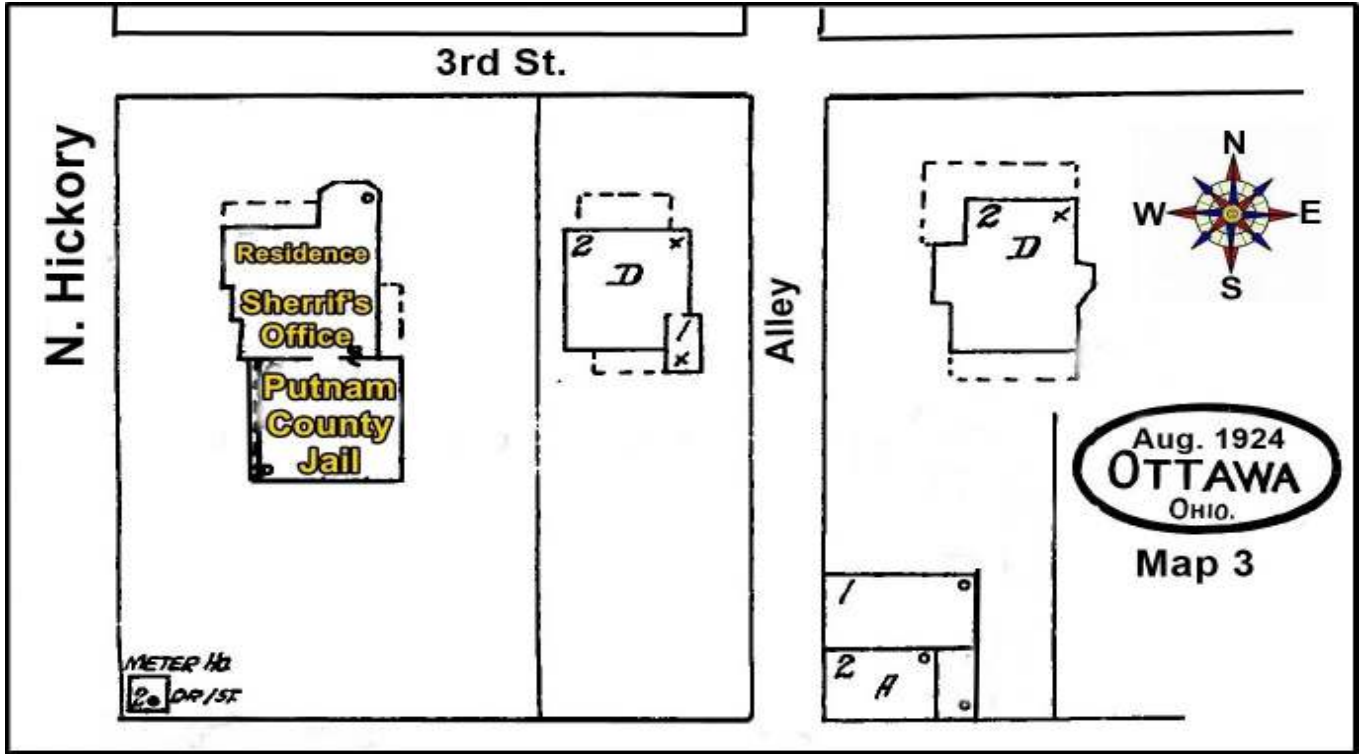 3rd St.
N. Hickory
Residence
Sherrif's
Office
Putnam
County
Jail
2 x
D
1
x
Alley
2 x
D
N
W E
S
Aug. 1924
OTTAWA
OHIO.
Map 3
1
2 A
METER HO.
2 DR/ST.